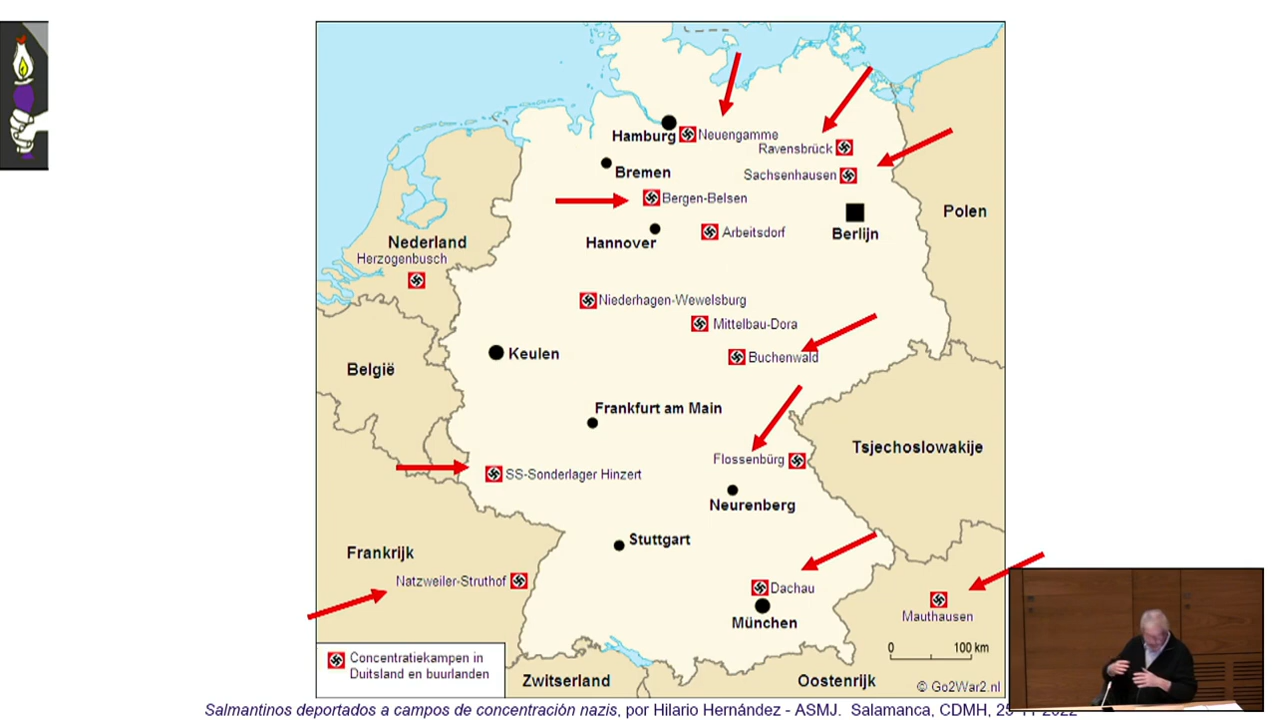 Hamburg
Neuengamme
Ravensbrück
Bremen
Sachsenhausen
Bergen-Belsen
Polen
Arbeitsdorf
Berlijn
Hannover
Nederland
Herzogenbusch
Niederhagen-Wewelsburg
Mittelbau-Dora
Keulen
Buchenwald
België
Frankfurt am Main
Tsjechoslowakije
Flossenbürg
SS-Sonderlager Hinzert
Neurenberg
Stuttgart
Frankrijk
Natzweiler-Struthof
Dachau
Mauthausen
München
0 100 km
Concentratiekampen in
Duitsland en buurlanden
Zwitserland
Oostenrijk
© Go2War2.nl
Salmantinos deportados a campos de concentración nazis, por Hilario Hernández - ASMJ. Salamanca, CDMH, 25-11-2022